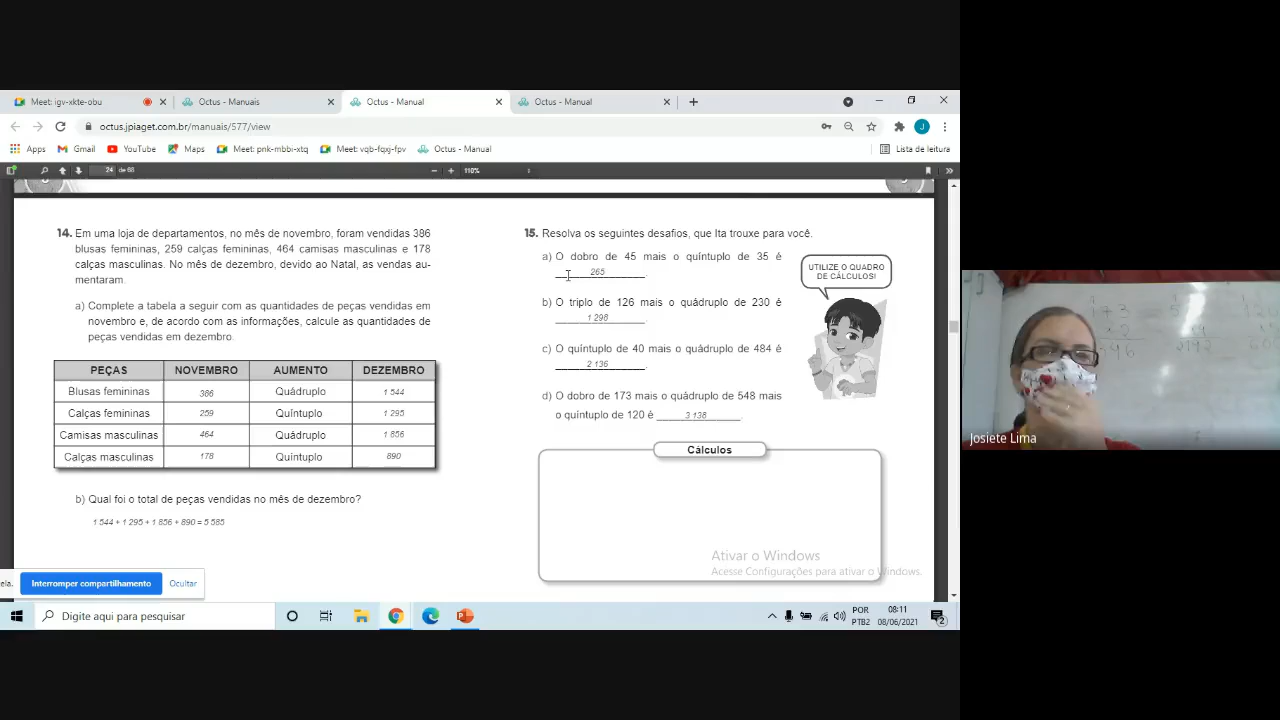 Meet: igv-xkte-obu
Octus - Manuais
Octus - Manual
Octus - Manual
octus.jpiaget.com.br/manuais/577/view
Apps
Gmail
YouTube
Maps
Meet: pnk-mbbi-xtq
Meet: vqb-fcyj-fpv
Octus - Manual
Lista de leitura
24 de 68
110%
14. Em uma loja de departamentos, no mês de novembro, foram vendidas 386
blusas femininas, 259 calças femininas, 464 camisas masculinas e 178
calças masculinas. No mês de dezembro, devido ao Natal, as vendas au-
mentaram.
a) Complete a tabela a seguir com as quantidades de peças vendidas em
novembro e, de acordo com as informações, calcule as quantidades de
peças vendidas em dezembro.
PEÇAS NOVEMBRO AUMENTO DEZEMBRO
Blusas femininas 386 Quádruplo 1 544
Calças femininas 259 Quíntuplo 1 295
Camisas masculinas 464 Quádruplo 1 856
Calças masculinas 178 Quíntuplo 890
b) Qual foi o total de peças vendidas no mês de dezembro?
1 544 + 1 295 + 1 856 + 890 = 5 585
15. Resolva os seguintes desafios, que Ita trouxe para você.
a) O dobro de 45 mais o quíntuplo de 35 é
265.
b) O triplo de 126 mais o quádruplo de 230 é
1 298.
c) O quíntuplo de 40 mais o quádruplo de 484 é
2 136.
d) O dobro de 173 mais o quádruplo de 548 mais
o quíntuplo de 120 é 3 138.
UTILIZE O QUADRO
DE CÁLCULOS!
Cálculos
Ativar o Windows
Acesse Configurações para ativar o Windows.
ela.
Interromper compartilhamento
Ocultar
Digite aqui para pesquisar
POR
PTB2
08:11
08/06/2021
2
Josiete Lima